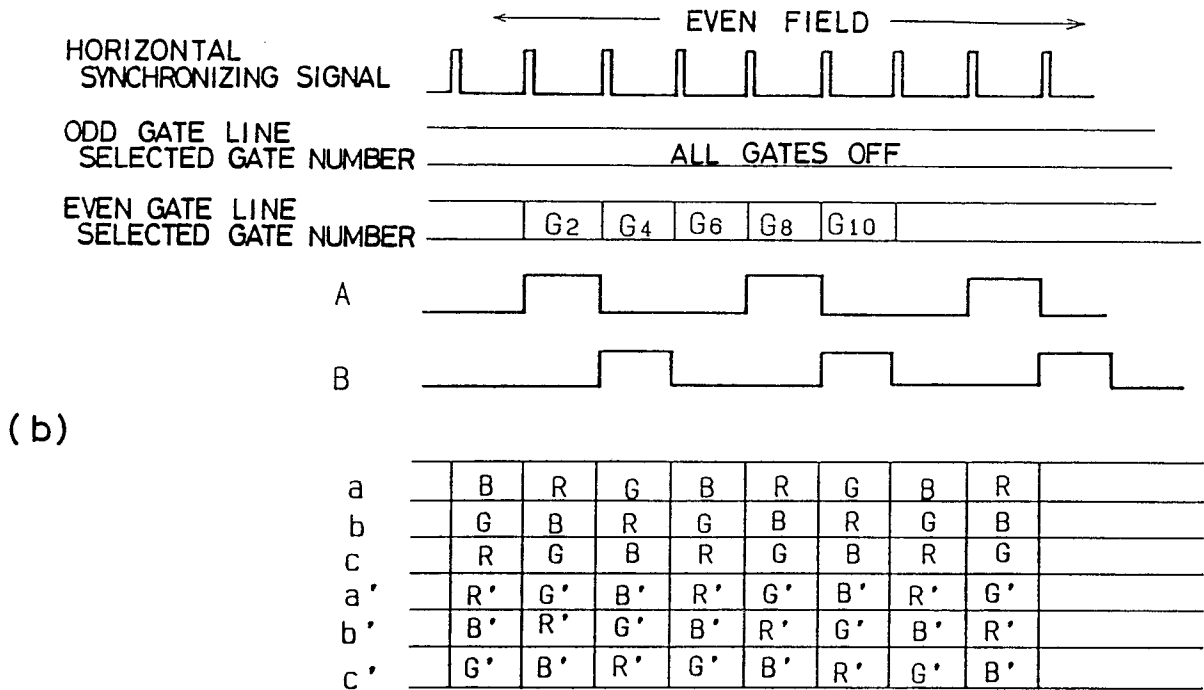 EVEN FIELD
HORIZONTAL
SYNCHRONIZING SIGNAL
ODD GATE LINE
SELECTED GATE NUMBER
ALL GATES OFF
EVEN GATE LINE
SELECTED GATE NUMBER
G2 G4 G6 G8 G10
A
B
(b)
a B R G B R G B R
b G B R G B R G B
c R G B R G B R G
a' R' G' B' R' G' B' R' G'
b' B' R' G' B' R' G' B' R'
c' G' B' R' G' B' R' G' B'